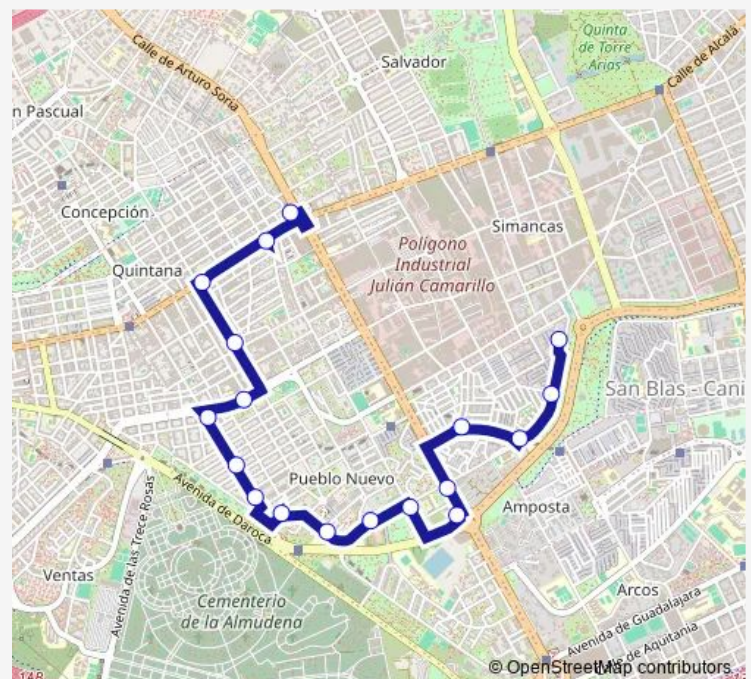 Quinta
de Torre
Arias
Calle de Alcalá
Calle de Arturo Soria
Salvador
n Pascual
Concepción
Simancas
Polígono
Industrial
Julián Camarillo
Quintana
San Blas - Cani
Pueblo Nuevo
Avenida de Daroca
Avenida de las Trece Rosas
Amposta
Ventas
Cementerio
de la Almudena
Arcos
Avenida de Guadalajara
de Aquitania
14B
© OpenStreetMap contributors